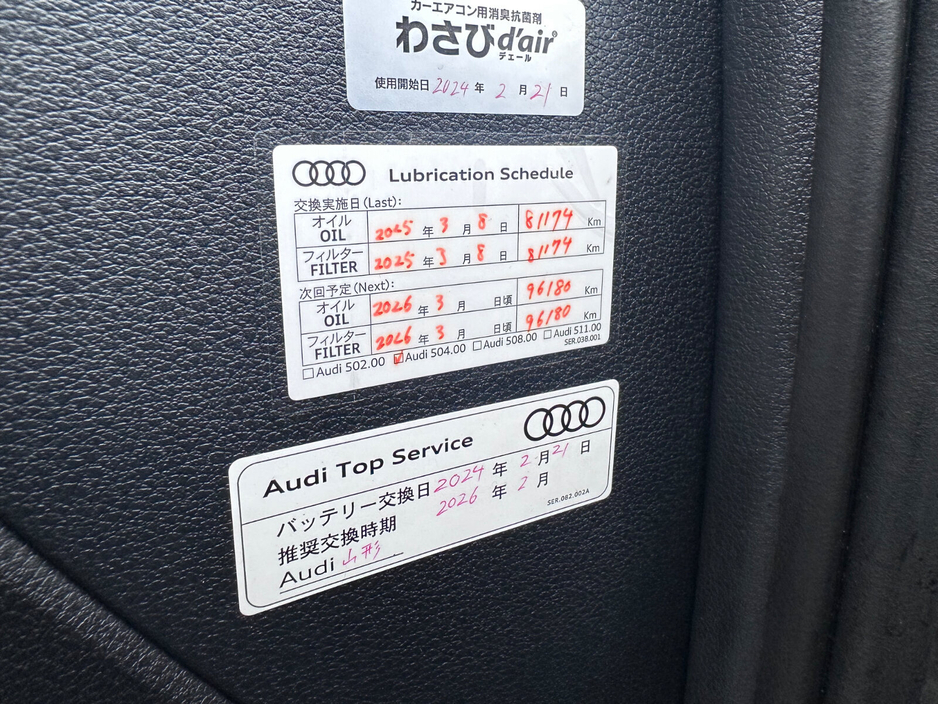 カーエアコン用消臭抗菌剤
わさびd'air®
デェール
使用開始日 2024 年 2 月 21 日
Lubrication Schedule
交換実施日(Last):
オイル OIL 2025 年 3 月 8 日 81174 Km
フィルター FILTER 2025 年 3 月 8 日 81174 Km
次回予定(Next):
オイル OIL 2026 年 3 月 日頃 96180 Km
フィルター FILTER 2026 年 3 月 日頃 96180 Km
□Audi 502.00 ☑Audi 504.00 □Audi 508.00 □Audi 511.00
SER.038.001
Audi Top Service
バッテリー交換日 2024 年 2 月 21 日
推奨交換時期 2026 年 2 月
SER.082.002A
Audi 山形